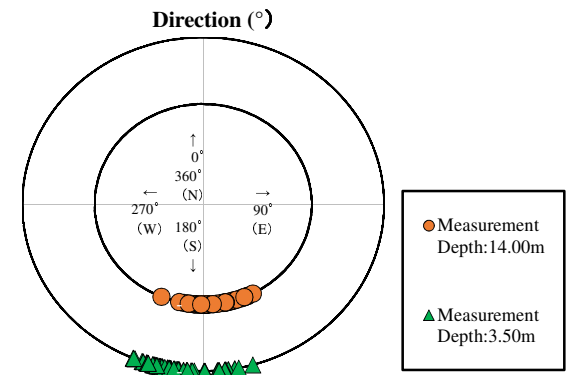 Direction (°)
↑
0°
360°
(N)
←
→
270°
90°
(W)
180°
(E)
(S)
↓
Measurement
Depth:14.00m
Measurement
Depth:3.50m